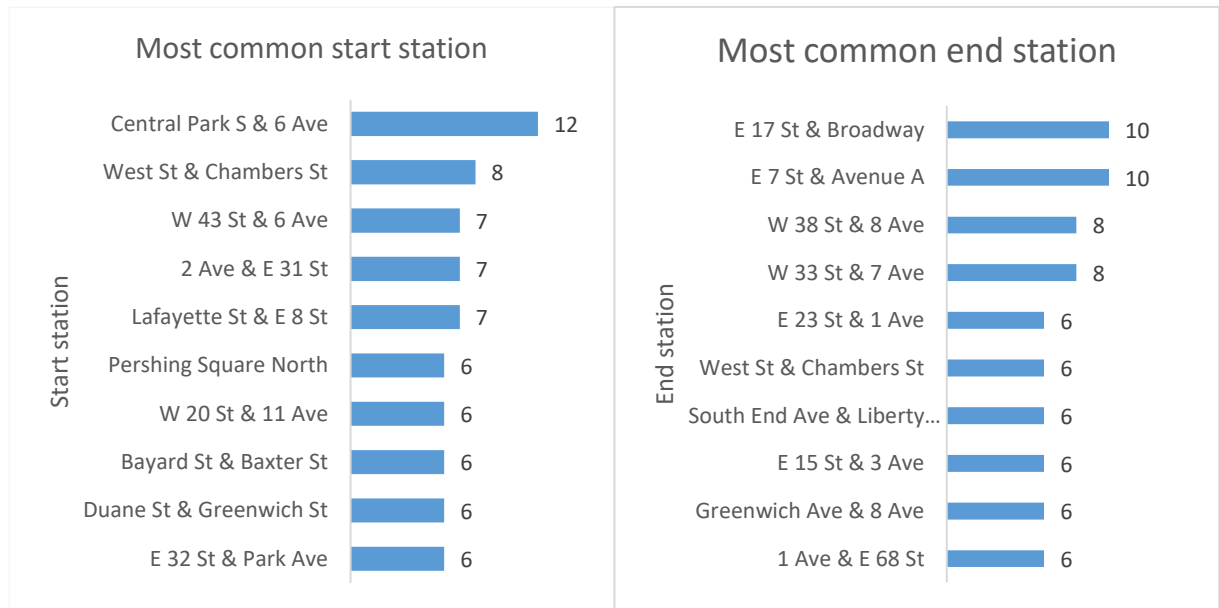 Most common start station
Start station
Central Park S & 6 Ave 12
West St & Chambers St 8
W 43 St & 6 Ave 7
2 Ave & E 31 St 7
Lafayette St & E 8 St 7
Pershing Square North 6
W 20 St & 11 Ave 6
Bayard St & Baxter St 6
Duane St & Greenwich St 6
E 32 St & Park Ave 6
Most common end station
End station
E 17 St & Broadway 10
E 7 St & Avenue A 10
W 38 St & 8 Ave 8
W 33 St & 7 Ave 8
E 23 St & 1 Ave 6
West St & Chambers St 6
South End Ave & Liberty... 6
E 15 St & 3 Ave 6
Greenwich Ave & 8 Ave 6
1 Ave & E 68 St 6